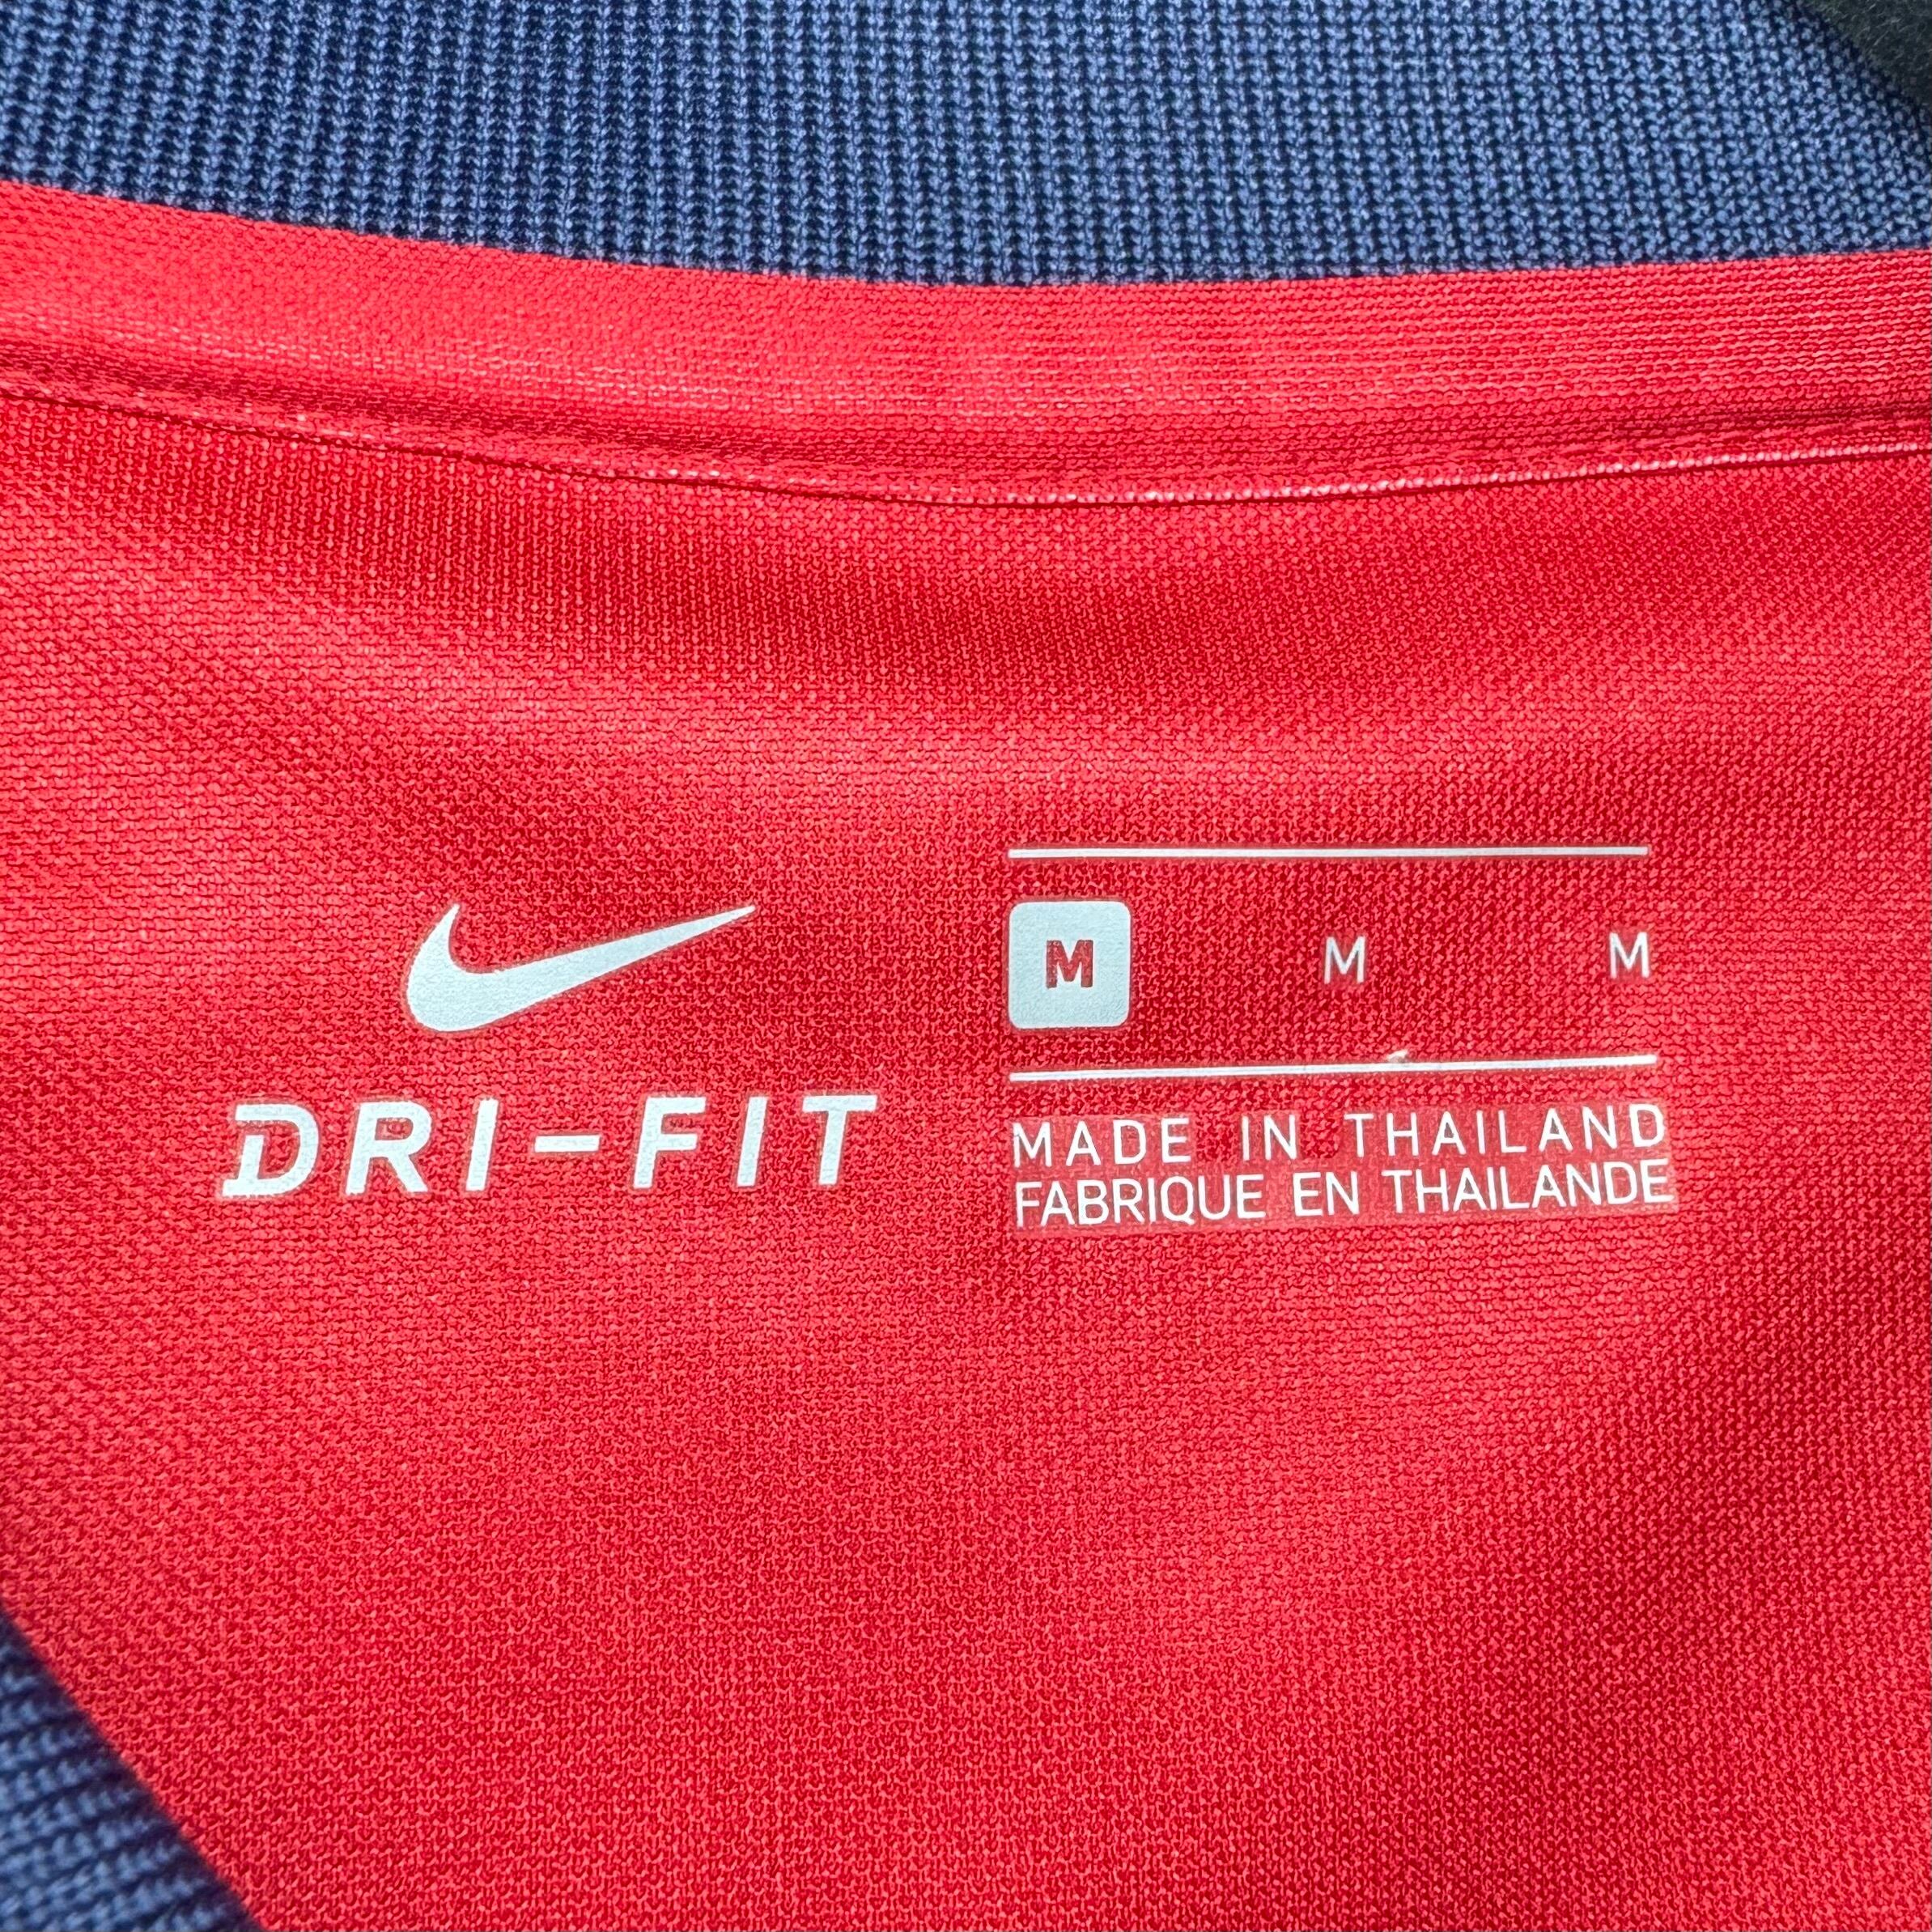 DRI-FIT
M M M
MADE IN THAILAND
FABRIQUE EN THAILANDE